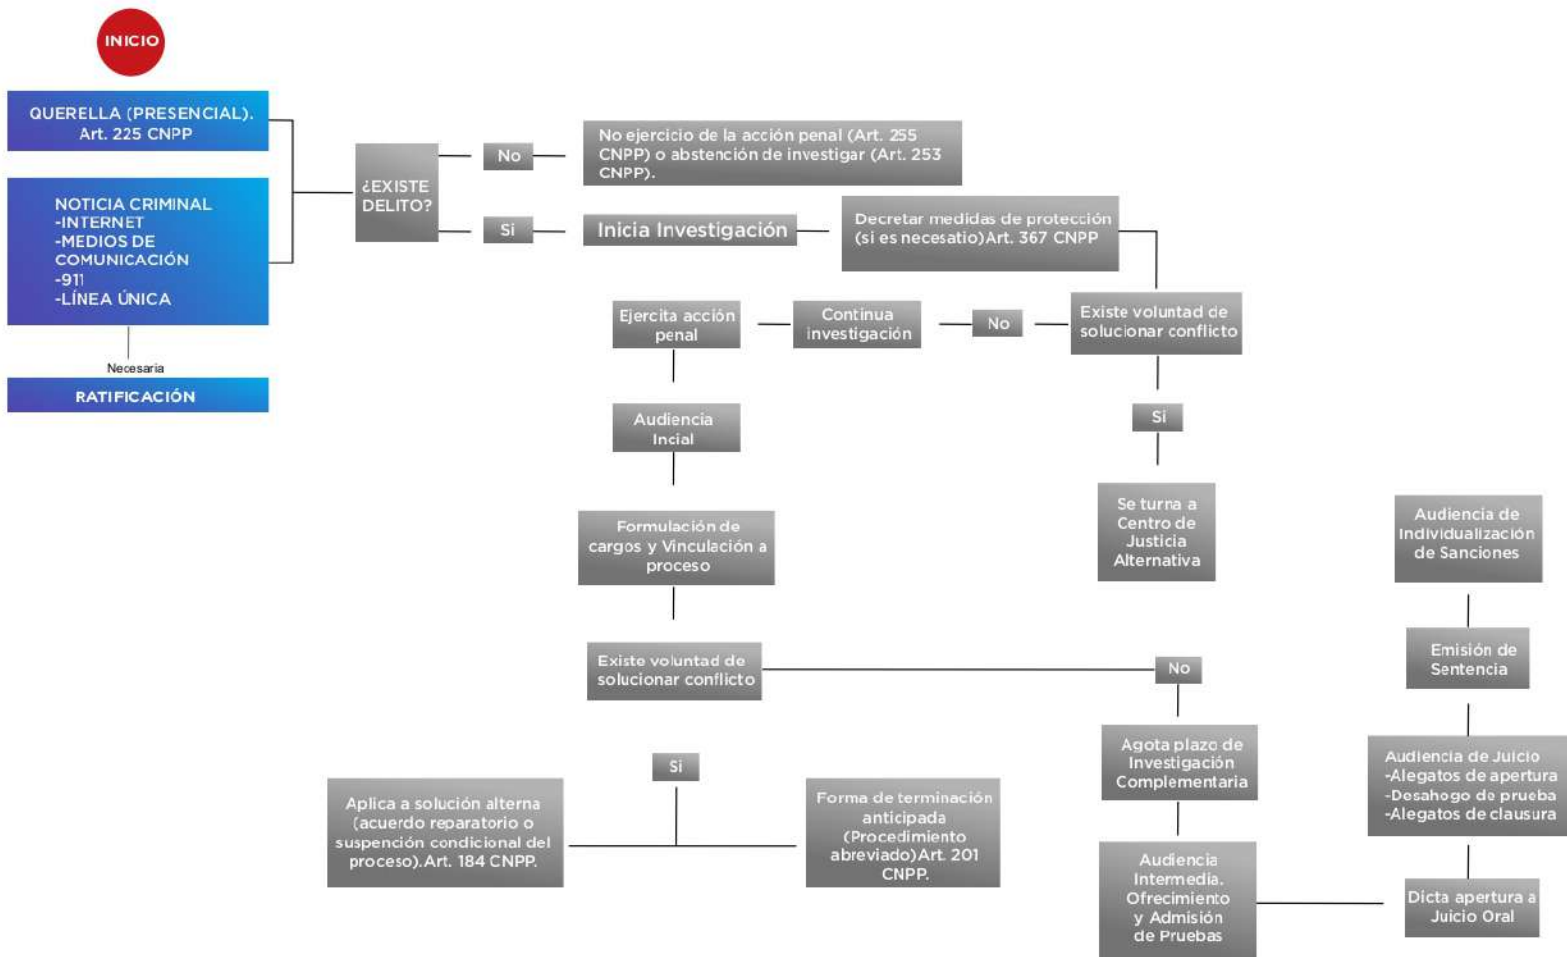 INICIO
QUERELLA (PRESENCIAL).
Art. 225 CNPP
NOTICIA CRIMINAL
-INTERNET
-MEDIOS DE
COMUNICACIÓN
-911
-LÍNEA ÚNICA
Necesaria
RATIFICACIÓN
¿EXISTE
DELITO?
No
No ejercicio de la acción penal (Art. 255
CNPP) o abstención de investigar (Art. 253
CNPP).
Si
Inicia Investigación
Decretar medidas de protección
(si es necesatio)Art. 367 CNPP
Existe voluntad de
solucionar conflicto
No
Continua
investigación
Ejercita acción
penal
Si
Se turna a
Centro de
Justicia
Alternativa
Audiencia
Incial
Formulación de
cargos y Vinculación a
proceso
Existe voluntad de
solucionar conflicto
Si
Aplica a solución alterna
(acuerdo reparatorio o
suspención condicional del
proceso).Art. 184 CNPP.
Forma de terminación
anticipada
(Procedimiento
abreviado)Art. 201
CNPP.
No
Agota plazo de
Investigación
Complementaria
Audiencia
Intermedia.
Ofrecimiento
y Admisión
de Pruebas
Dicta apertura a
Juicio Oral
Audiencia de Juicio
-Alegatos de apertura
-Desahogo de prueba
-Alegatos de clausura
Emisión de
Sentencia
Audiencia de
Individualización
de Sanciones